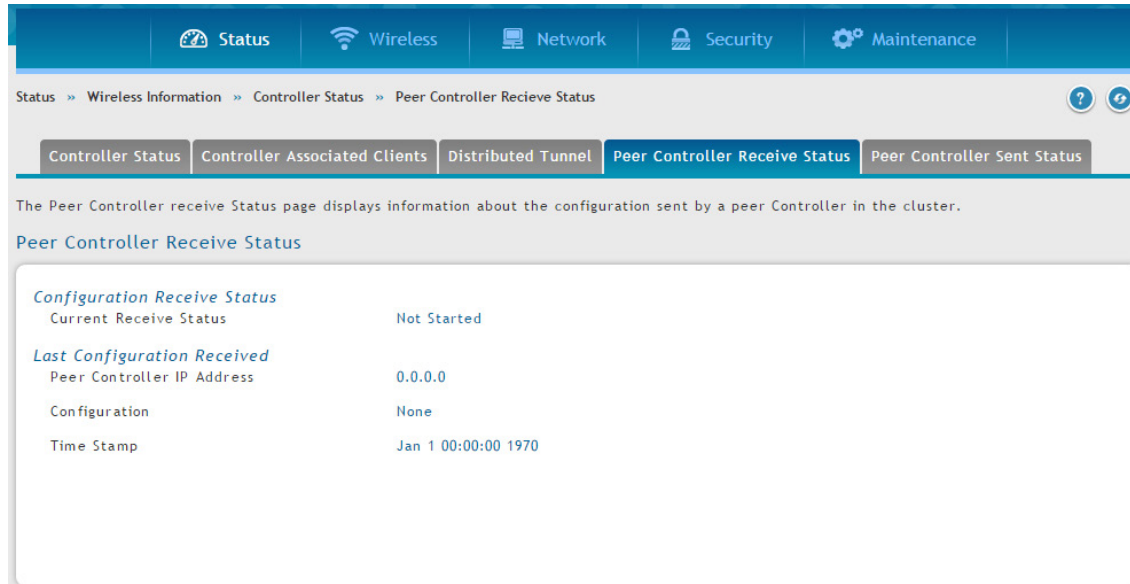 Status Wireless Network Security Maintenance
Status » Wireless Information » Controller Status » Peer Controller Recieve Status ?
Controller Status Controller Associated Clients Distributed Tunnel Peer Controller Receive Status Peer Controller Sent Status
The Peer Controller receive Status page displays information about the configuration sent by a peer Controller in the cluster.
Peer Controller Receive Status
Configuration Receive Status
Current Receive Status Not Started
Last Configuration Received
Peer Controller IP Address 0.0.0.0
Configuration None
Time Stamp Jan 1 00:00:00 1970